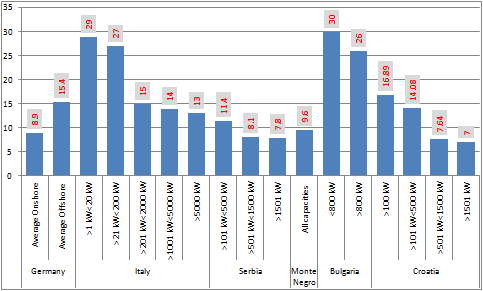 35
30
25
20
15
10
5
0
8.9
15.4
29
27
15
14
13
11.4
8.1
7.8
9.6
30
26
16.89
14.08
7.64
7
Average Onshore
Average Offshore
>1 kW< 20 kW
>21 kW<200 kW
>201 kW<2000 kW
>1001 kW<5000 kW
>5000 kW
>101 kW<500 kW
>501 kW<1500 kW
>1501 kW
All capacities
<800 kW
>800 kW
>100 kW
>101 kW<500 kW
>501 kW<1500 kW
>1501 kW
Germany
Italy
Serbia
Monte
Negro
Bulgaria
Croatia